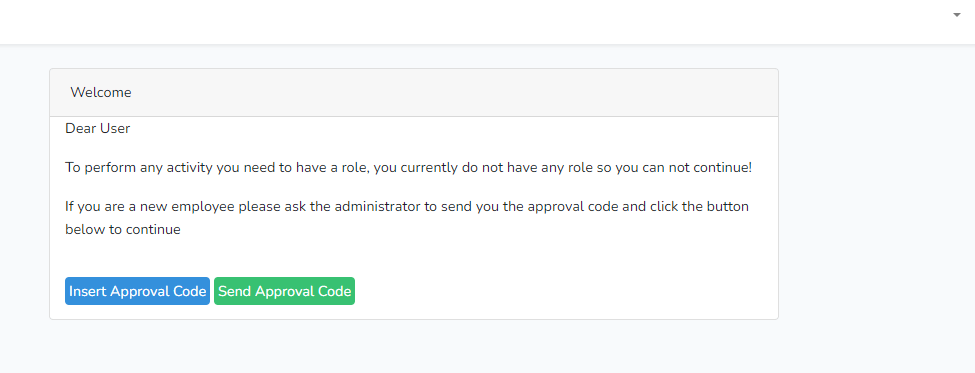 Welcome
Dear User
To perform any activity you need to have a role, you currently do not have any role so you can not continue!
If you are a new employee please ask the administrator to send you the approval code and click the button
below to continue
Insert Approval Code Send Approval Code